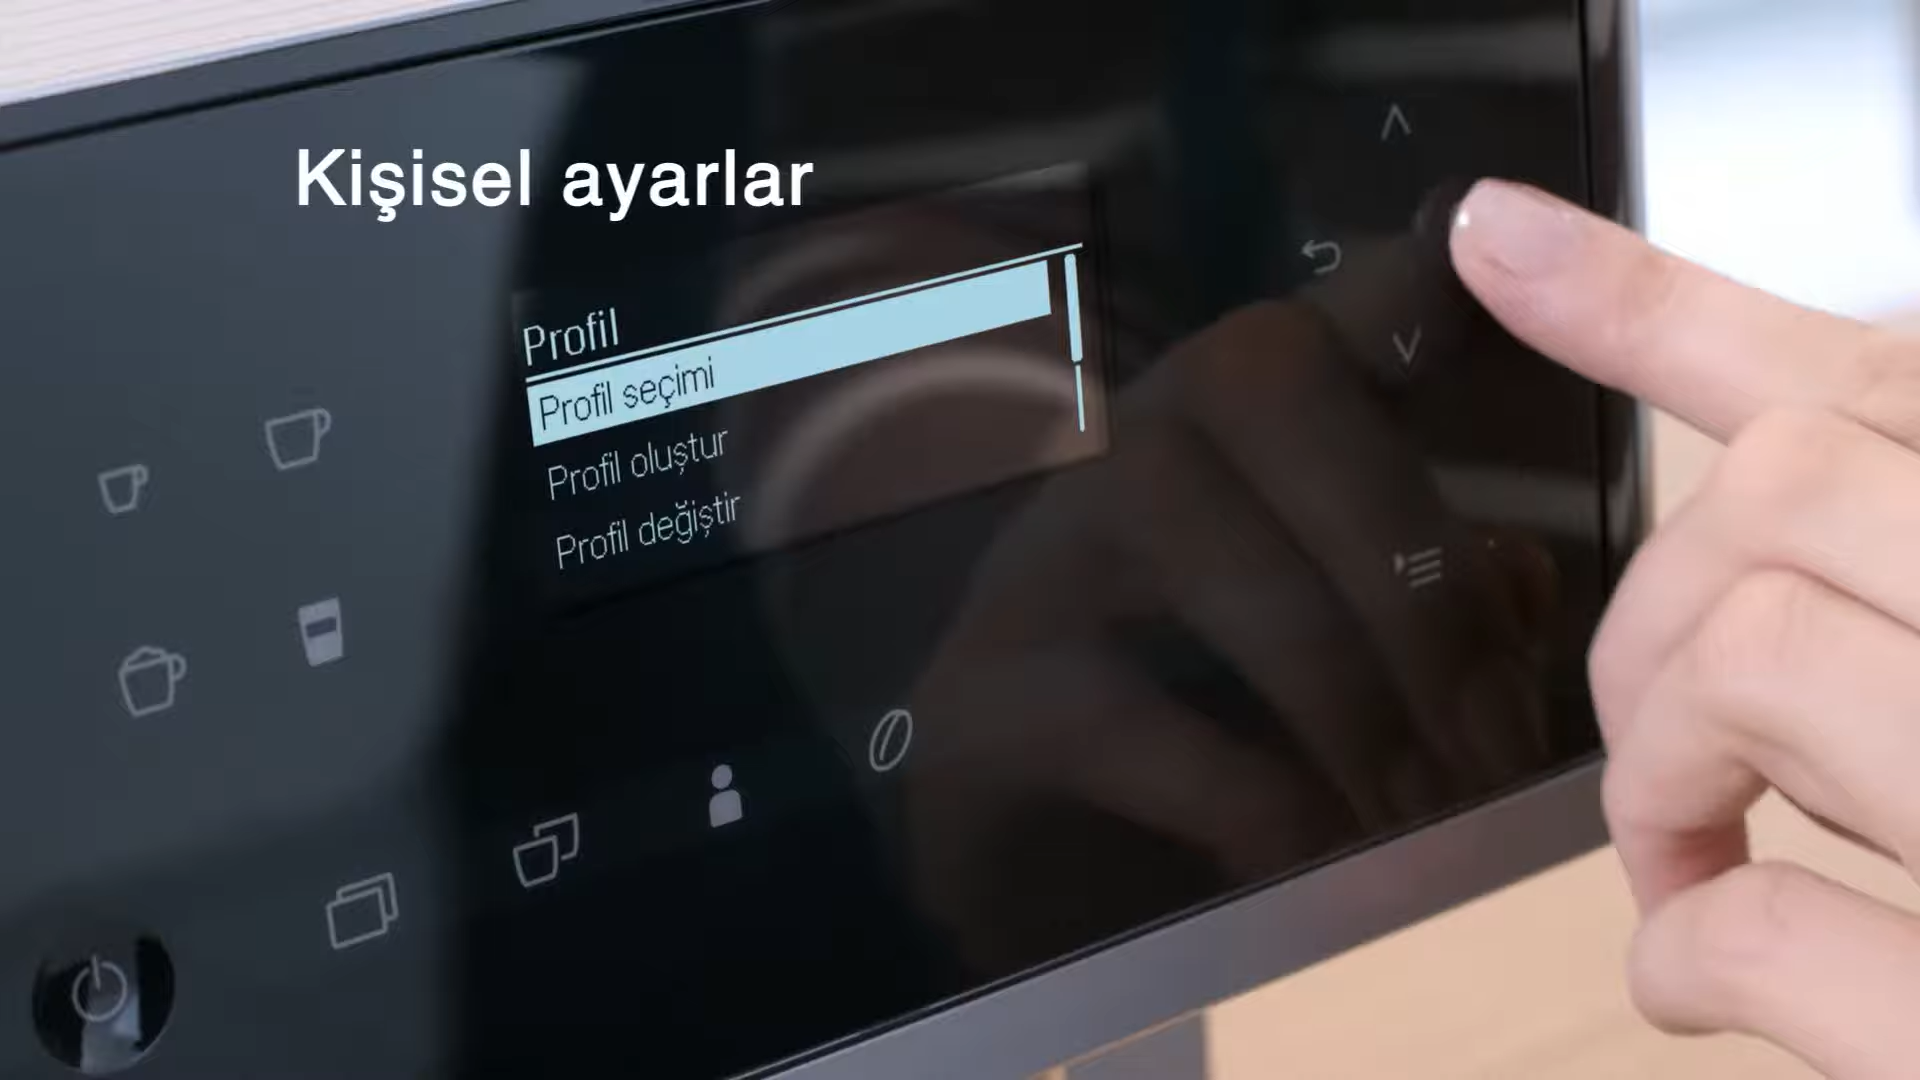 Kişisel ayarlar
Profil
Profil seçimi
Profil oluştur
Profil değiştir